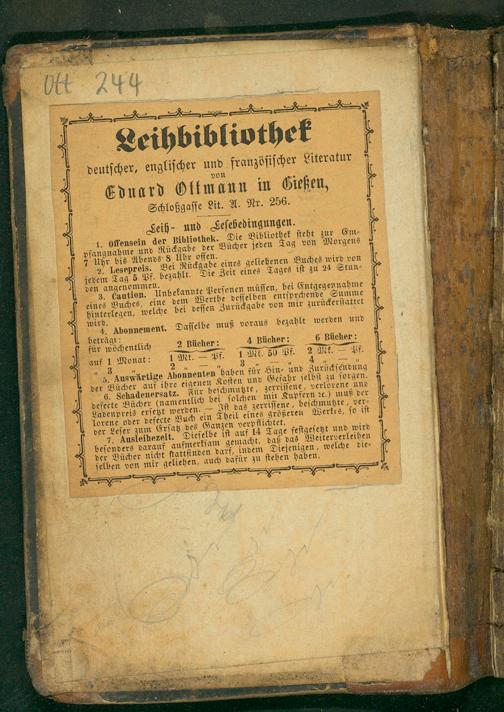 Ott 244
Leihbibliothek
deutscher, englischer und französischer Literatur
von
Eduard Ottmann in Gießen,
Schloßgasse Lit. A. Nr. 256.
Leih- und Lesebedingungen.
1. Offensein der Bibliothek. Die Bibliothek steht zur Em-
pfangnahme und Rückgabe der Bücher jeden Tag von Morgens
7 Uhr bis Abends 8 Uhr offen.
2. Lesepreis. Bei Rückgabe eines geliehenen Buches wird von
jedem Tag 5 Pf. bezahlt. Die Zeit eines Tages ist zu 24 Stun-
den angenommen.
3. Caution. Unbekannte Personen müssen, bei Entgegennahme
eines Buches, eine dem Werthe desselben entsprechende Summe
hinterlegen, welche bei dessen Zurückgabe von mir zurückerstattet
wird.
4. Abonnement. Dasselbe muß voraus bezahlt werden und
beträgt:
für wöchentlich 2 Bücher: 4 Bücher: 6 Bücher:
auf 1 Monat: 1 Mk. — Pf. 1 Mk. 50 Pf. 2 Mk. — Pf.
„ 3 „ 2 „ — „ 3 „ — „ 4 „ — „
5. Auswärtige Abonnenten haben für Hin- und Zurücksendung
der Bücher auf ihre eigenen Kosten und Gefahr selbst zu sorgen.
6. Schadenersatz. Für beschmutzte, zerrissene, verlorene und
defecte Bücher (namentlich bei solchen mit Kupfern ꝛc.) muß der
Ladenpreis ersetzt werden. — Ist das zerrissene, beschmutzte, ver-
lorene oder defecte Buch ein Theil eines größeren Werkes, so ist
der Leser zum Ersatz des Ganzen verpflichtet.
7. Ausleihezeit. Dieselbe ist auf 14 Tage festgesetzt und wird
besonders darauf aufmerksam gemacht, daß das Weiterverleihen
der Bücher nicht stattfinden darf, indem Diejenigen, welche die-
selben von mir geliehen, auch dafür zu stehen haben.